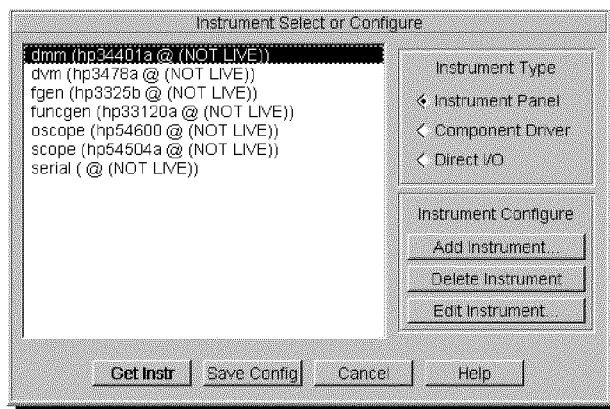 Instrument Select or Configure
dmm (hp34401a @ (NOT LIVE))
dvm (hp3478a @ (NOT LIVE))
fgen (hp3325b @ (NOT LIVE))
funcgen (hp33120a @ (NOT LIVE))
oscope (hp54600 @ (NOT LIVE))
scope (hp54504a @ (NOT LIVE))
serial ( @ (NOT LIVE))
Instrument Type
Instrument Panel
Component Driver
Direct I/O
Instrument Configure
Add Instrument...
Delete Instrument
Edit Instrument...
Get Instr
Save Config
Cancel
Help